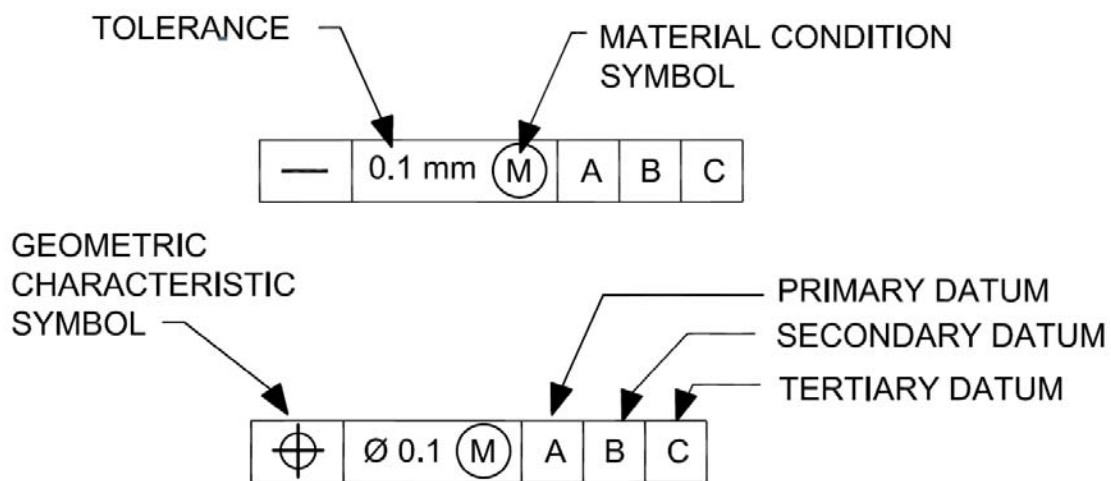 TOLERANCE
MATERIAL CONDITION
SYMBOL
— 0.1 mm Ⓜ A B C
GEOMETRIC
CHARACTERISTIC
SYMBOL
PRIMARY DATUM
SECONDARY DATUM
TERTIARY DATUM
⌖ Ø 0.1 Ⓜ A B C